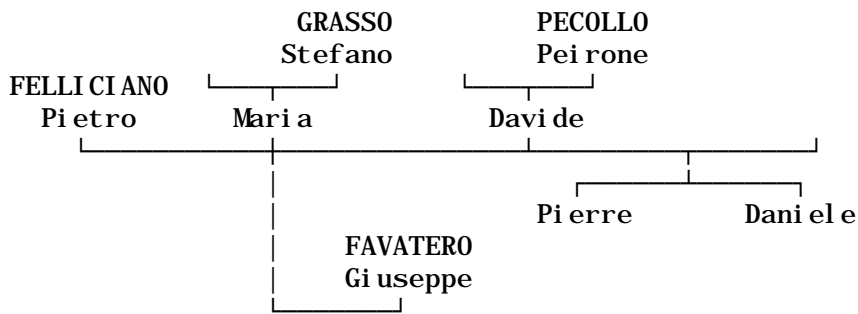 GRASSO PECOLLO
Stefano Peirone
FELLICIANO
Pietro Maria Davide
Pierre Daniele
FAVATERO
Giuseppe